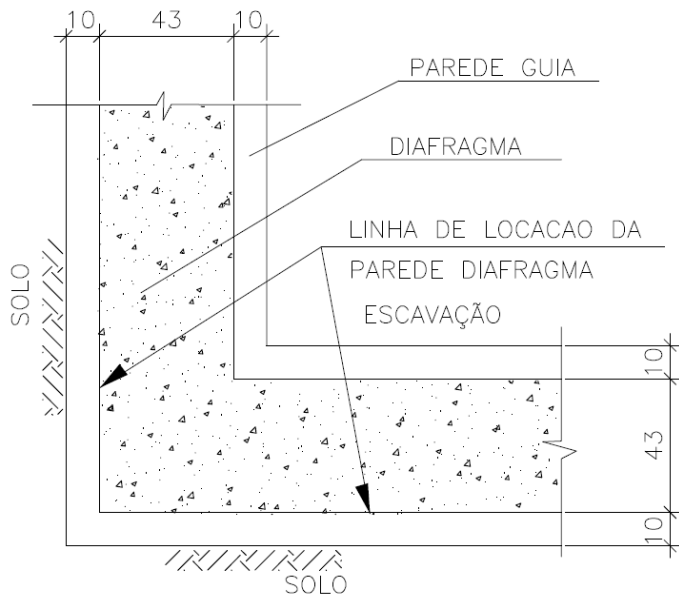 10 43 10
PAREDE GUIA
DIAFRAGMA
LINHA DE LOCACAO DA
PAREDE DIAFRAGMA
ESCAVAÇÃO
SOLO
10
43
10
SOLO